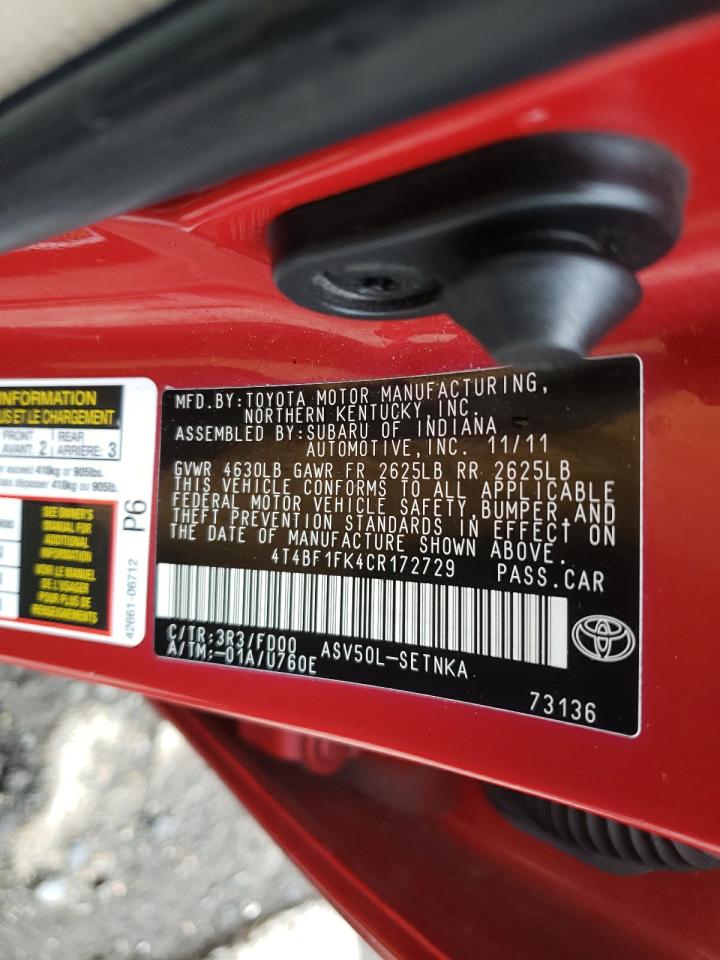 INFORMATION
US ET LE CHARGEMENT
FRONT
AVANT: 2
REAR
ARRIÈRE: 3
exceed 410kg or 905lbs.
dépasser 410kg ou 905lb.
SEE OWNER'S
MANUAL FOR
ADDITIONAL
INFORMATION
VOIR LE MANUEL
DE L'USAGER
POUR PLUS DE
RENSEIGNEMENTS
42661-06712
P6
MFD.BY:TOYOTA MOTOR MANUFACTURING,
NORTHERN KENTUCKY,INC.
ASSEMBLED BY:SUBARU OF INDIANA
AUTOMOTIVE,INC. 11/11
GVWR 4630LB GAWR FR 2625LB RR 2625LB
THIS VEHICLE CONFORMS TO ALL APPLICABLE
FEDERAL MOTOR VEHICLE SAFETY,BUMPER,AND
THEFT PREVENTION STANDARDS IN EFFECT ON
THE DATE OF MANUFACTURE SHOWN ABOVE.
4T4BF1FK4CR172729 PASS.CAR
C/TR:3R3/FD00
A/TM:-01A/U760E
ASV50L-SETNKA
73136